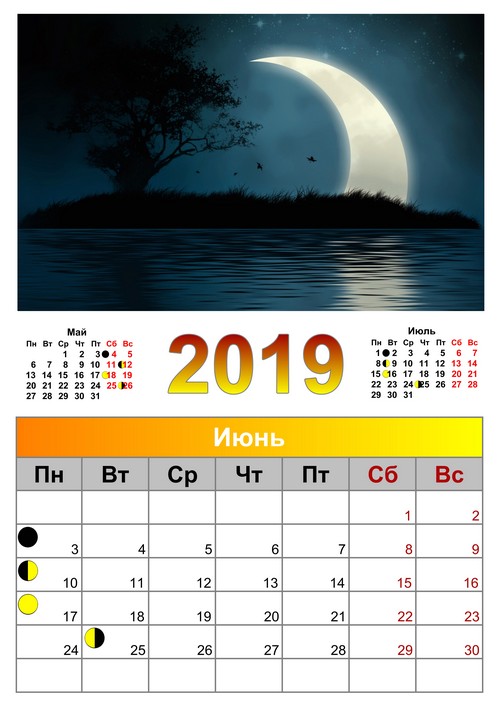 Май
Пн Вт Ср Чт Пт Сб Вс
1 2 3 4 5
6 7 8 9 10 11 12
13 14 15 16 17 18 19
20 21 22 23 24 25 26
27 28 29 30 31
2019
Июль
Пн Вт Ср Чт Пт Сб Вс
1 2 3 4 5 6 7
8 9 10 11 12 13 14
15 16 17 18 19 20 21
22 23 24 25 26 27 28
29 30 31
Июнь
Пн Вт Ср Чт Пт Сб Вс
1 2
3 4 5 6 7 8 9
10 11 12 13 14 15 16
17 18 19 20 21 22 23
24 25 26 27 28 29 30